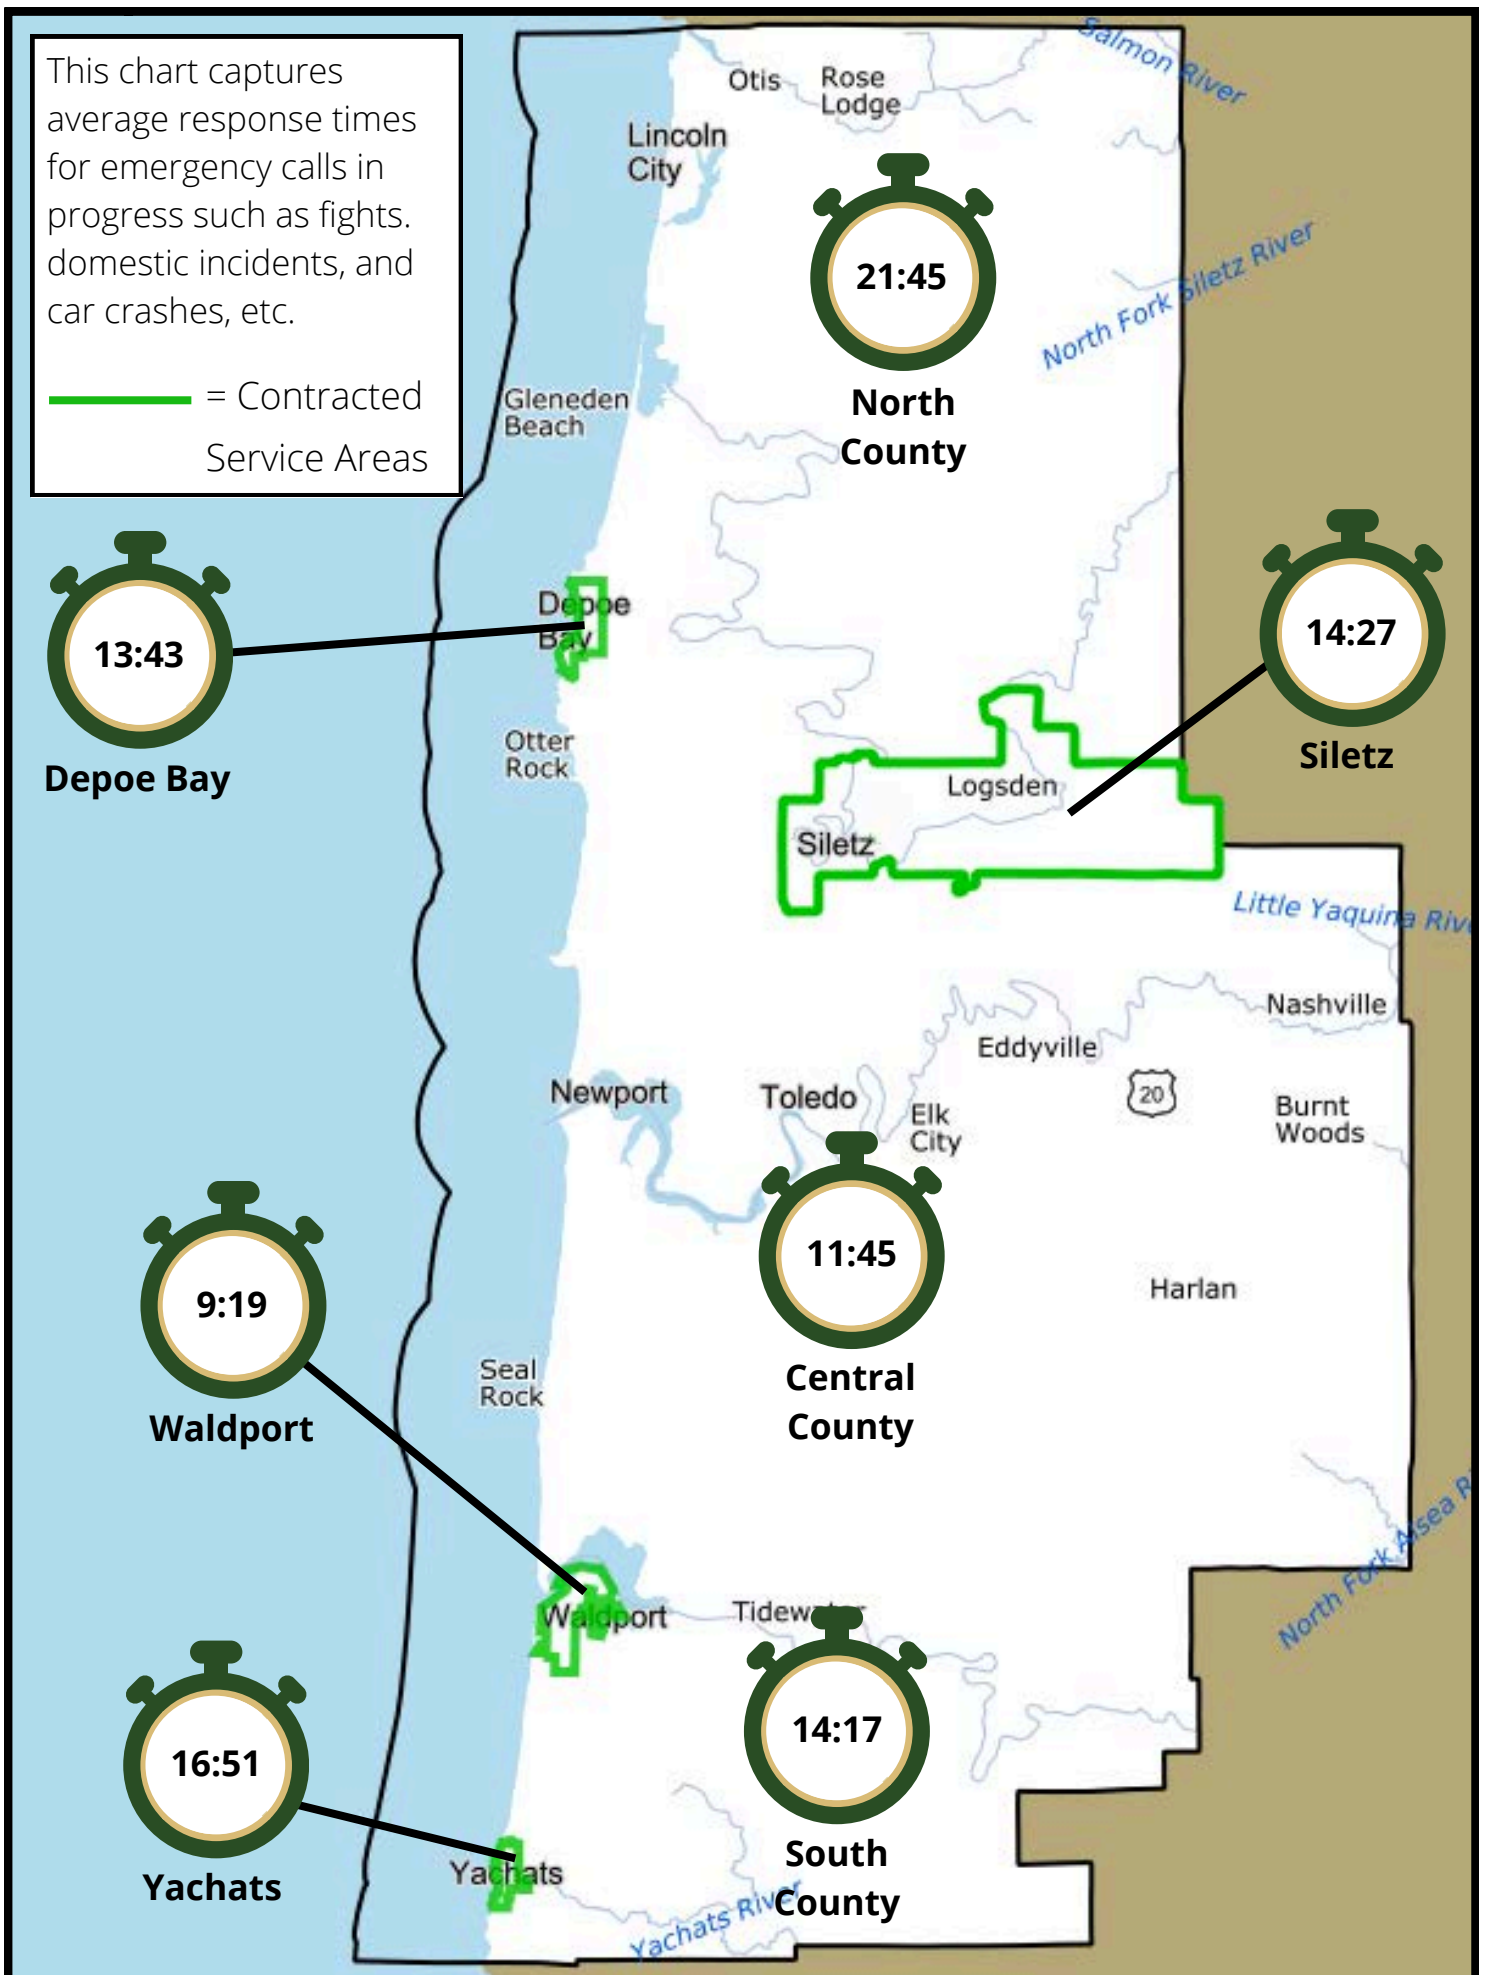 This chart captures
average response times
for emergency calls in
progress such as fights.
domestic incidents, and
car crashes, etc.
= Contracted
Service Areas
Salmon River
Otis
Rose
Lodge
Lincoln
City
21:45
North
County
North Fork Siletz River
Gleneden
Beach
13:43
Depoe Bay
Depoe
Bay
14:27
Siletz
Otter
Rock
Logsden
Siletz
Little Yaquina
Nashville
Eddyville
Newport
Toledo
Elk
City
20
Burnt
Woods
11:45
Central
County
Harlan
9:19
Waldport
Seal
Rock
North Fork Alsea
Waldport
Tidewater
14:17
South
County
16:51
Yachats
Yachats
Yachats River